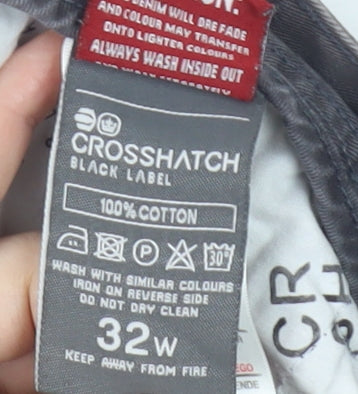 DENIM WILL BE FADE
AND COLOUR MAY TRANSFER
ONTO LIGHTER COLOURS
ALWAYS WASH INSIDE OUT
CROSSHATCH
BLACK LABEL
100% COTTON
P 30°
WASH WITH SIMILAR COLOURS
IRON ON REVERSE SIDE
DO NOT DRY CLEAN
32W
KEEP AWAY FROM FIRE
CR